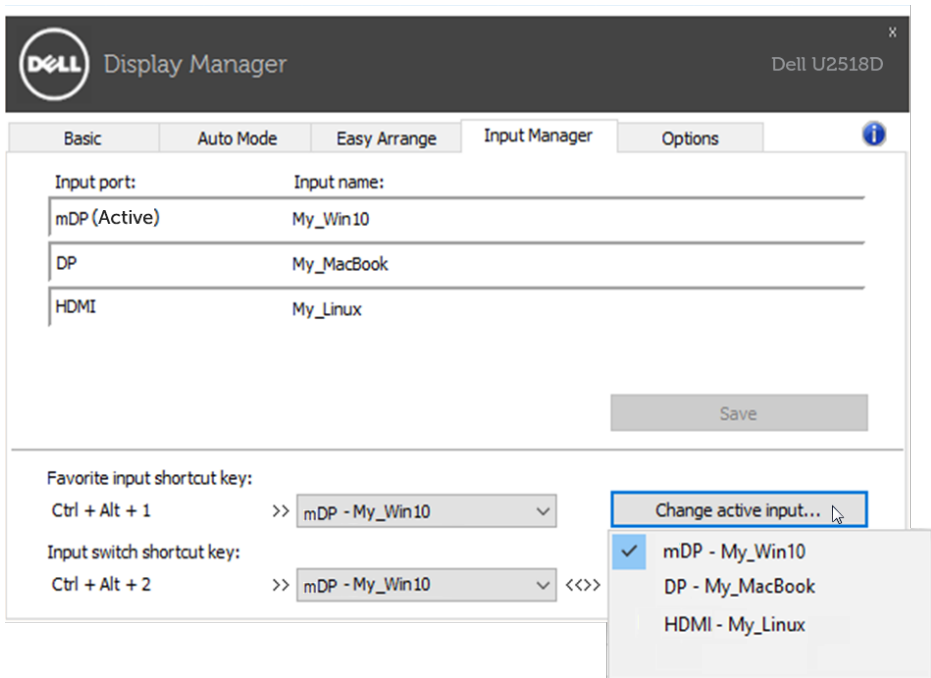 DELL Display Manager
x
Dell U2518D
Basic Auto Mode Easy Arrange Input Manager Options i
Input port: Input name:
mDP (Active) My_Win10
DP My_MacBook
HDMI My_Linux
Save
Favorite input shortcut key:
Ctrl + Alt + 1 >> mDP - My_Win10 Change active input...
Input switch shortcut key:
Ctrl + Alt + 2 >> mDP - My_Win10 <<>>
mDP - My_Win10
DP - My_MacBook
HDMI - My_Linux